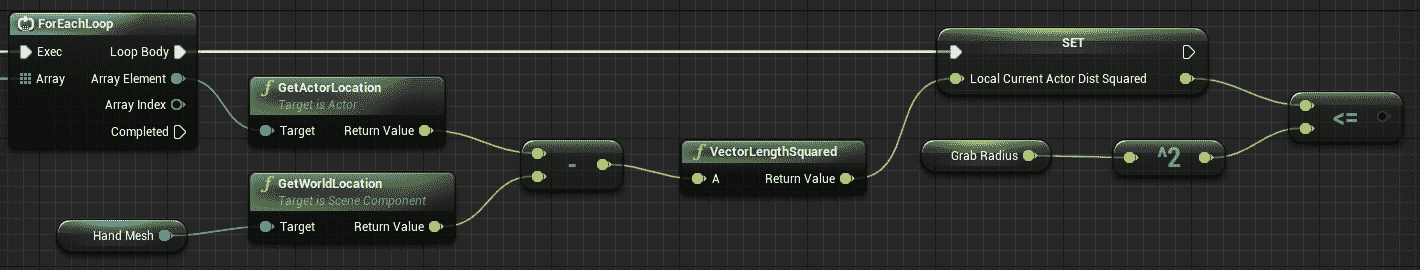 ForEachLoop
Exec Loop Body
Array Array Element
Array Index
Completed
f GetActorLocation
Target is Actor
Target Return Value
f GetWorldLocation
Target is Scene Component
Target Return Value
Hand Mesh
-
f VectorLengthSquared
A Return Value
SET
Local Current Actor Dist Squared
Grab Radius
^2
<=